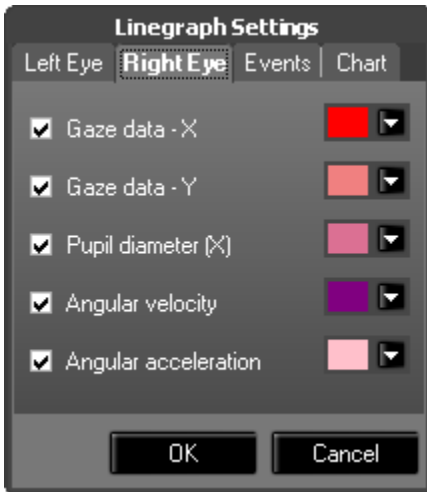 Linegraph Settings
Left Eye Right Eye Events Chart
Gaze data - X
Gaze data - Y
Pupil diameter (X)
Angular velocity
Angular acceleration
OK Cancel